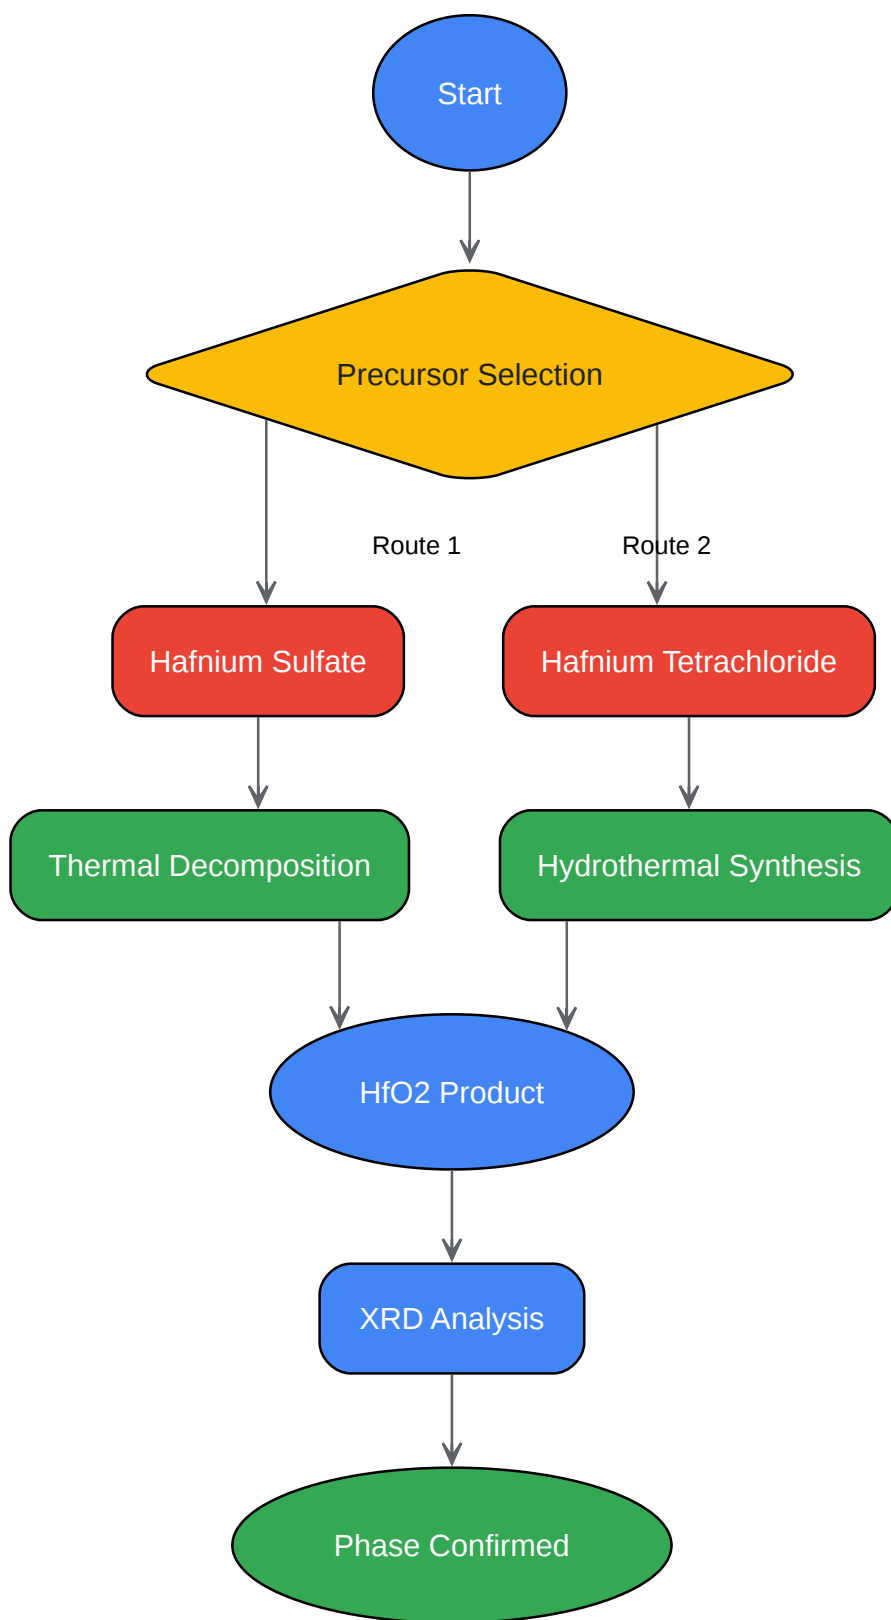 Start
Precursor Selection
Route 1
Route 2
Hafnium Sulfate
Hafnium Tetrachloride
Thermal Decomposition
Hydrothermal Synthesis
HfO2 Product
XRD Analysis
Phase Confirmed